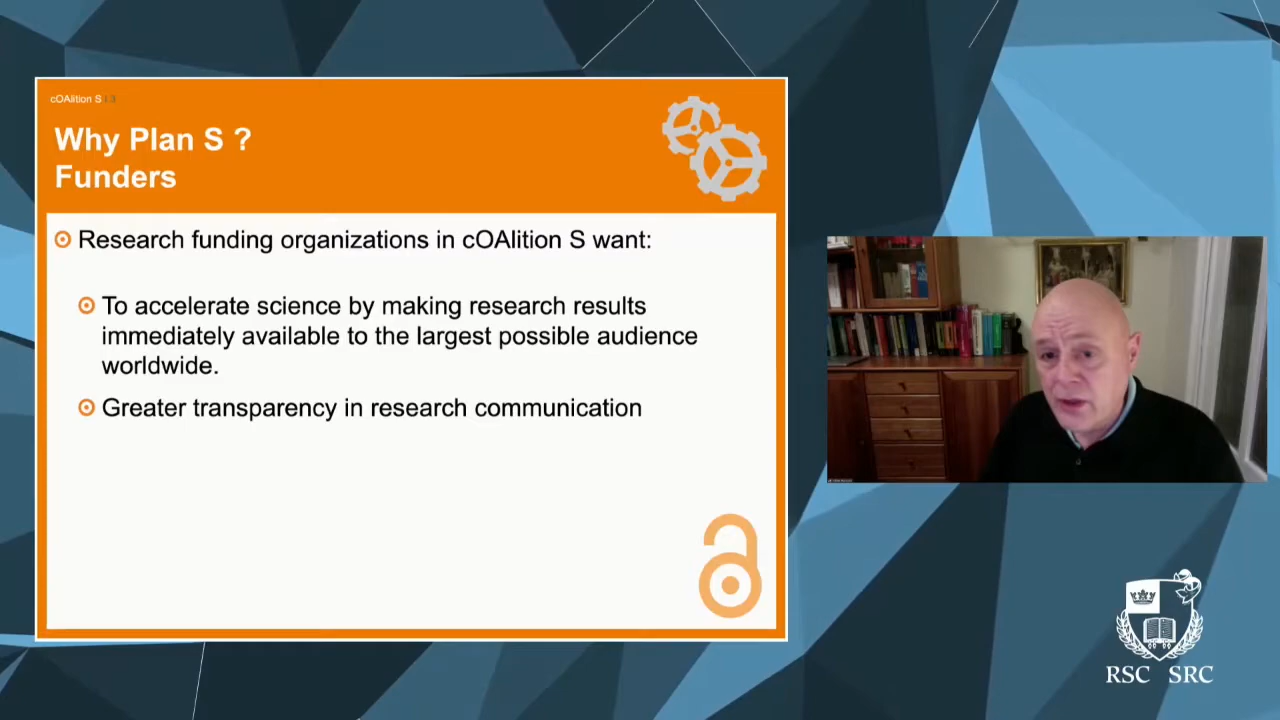 cOAlition S
Why Plan S ?
Funders
Research funding organizations in cOAlition S want:
To accelerate science by making research results
immediately available to the largest possible audience
worldwide.
Greater transparency in research communication
RSC SRC